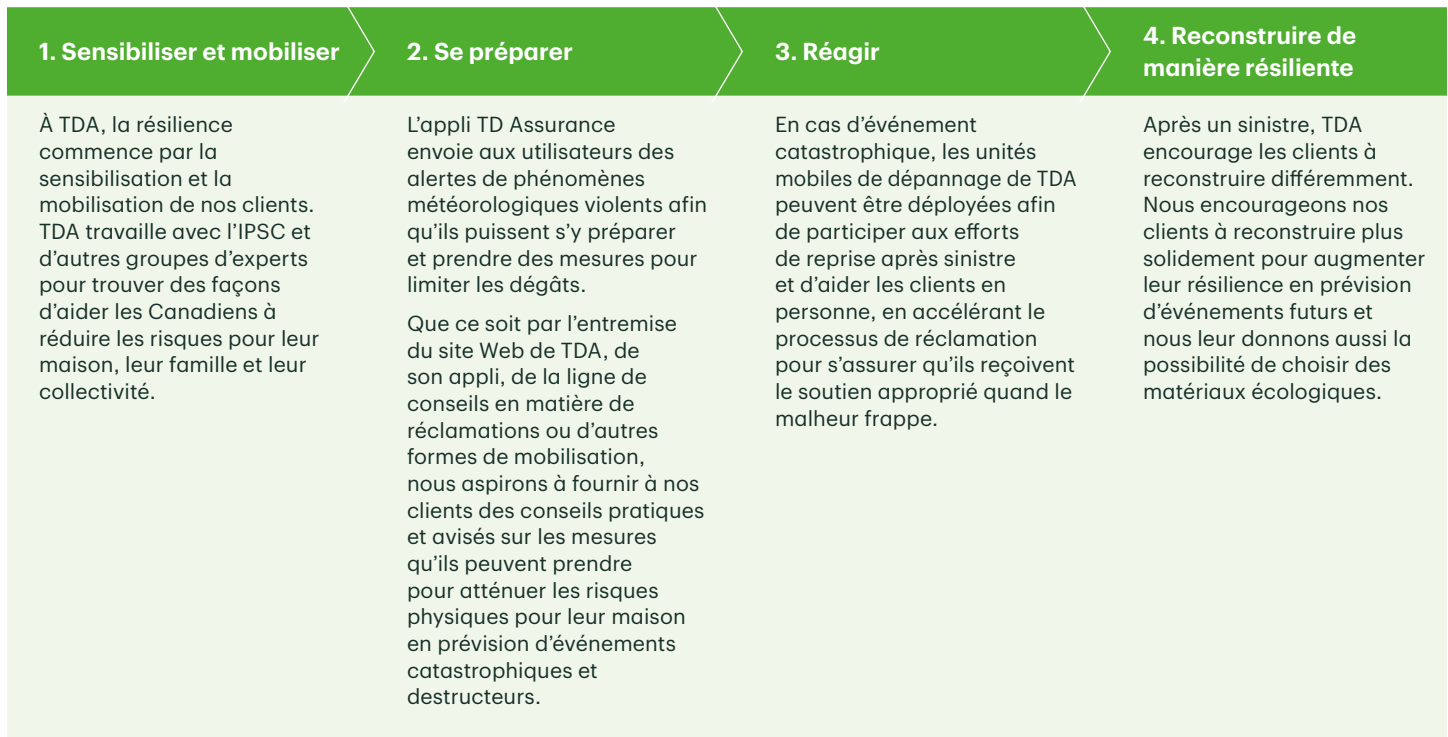 1. Sensibiliser et mobiliser
À TDA, la résilience
commence par la
sensibilisation et la
mobilisation de nos clients.
TDA travaille avec l'IPSC et
d'autres groupes d'experts
pour trouver des façons
d'aider les Canadiens à
réduire les risques pour leur
maison, leur famille et leur
collectivité.
2. Se préparer
L'appli TD Assurance
envoie aux utilisateurs des
alertes de phénomènes
météorologiques violents afin
qu'ils puissent s'y préparer
et prendre des mesures pour
limiter les dégâts.
Que ce soit par l'entremise
du site Web de TDA, de
son appli, de la ligne de
conseils en matière de
réclamations ou d'autres
formes de mobilisation,
nous aspirons à fournir à nos
clients des conseils pratiques
et avisés sur les mesures
qu'ils peuvent prendre
pour atténuer les risques
physiques pour leur maison
en prévision d'événements
catastrophiques et
destructeurs.
3. Réagir
En cas d'événement
catastrophique, les unités
mobiles de dépannage de TDA
peuvent être déployées afin
de participer aux efforts
de reprise après sinistre
et d'aider les clients en
personne, en accélérant le
processus de réclamation
pour s'assurer qu'ils reçoivent
le soutien approprié quand le
malheur frappe.
4. Reconstruire de
manière résiliente
Après un sinistre, TDA
encourage les clients à
reconstruire différemment.
Nous encourageons nos
clients à reconstruire plus
solidement pour augmenter
leur résilience en prévision
d'événements futurs et
nous leur donnons aussi la
possibilité de choisir des
matériaux écologiques.